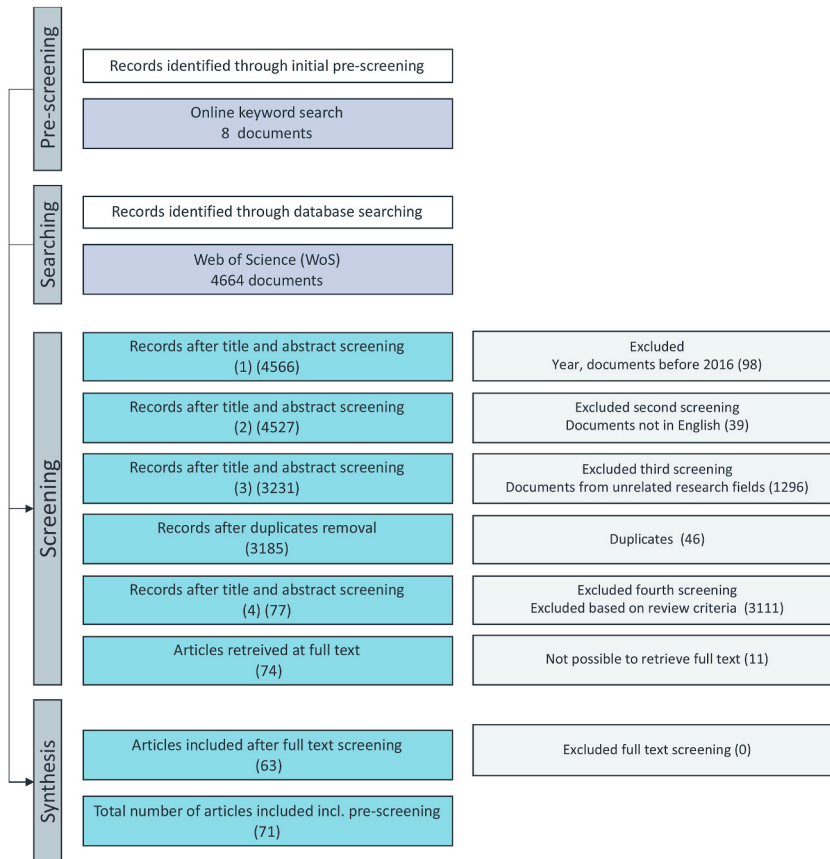 Pre-screening
Records identified through initial pre-screening
Online keyword search
8 documents
Searching
Records identified through database searching
Web of Science (WoS)
4664 documents
Screening
Records after title and abstract screening
(1) (4566)
Excluded
Year, documents before 2016 (98)
Records after title and abstract screening
(2) (4527)
Excluded second screening
Documents not in English (39)
Records after title and abstract screening
(3) (3231)
Excluded third screening
Documents from unrelated research fields (1296)
Records after duplicates removal
(3185)
Duplicates (46)
Records after title and abstract screening
(4) (77)
Excluded fourth screening
Excluded based on review criteria (3111)
Articles retreived at full text
(74)
Not possible to retrieve full text (11)
Synthesis
Articles included after full text screening
(63)
Excluded full text screening (0)
Total number of articles included incl. pre-screening
(71)